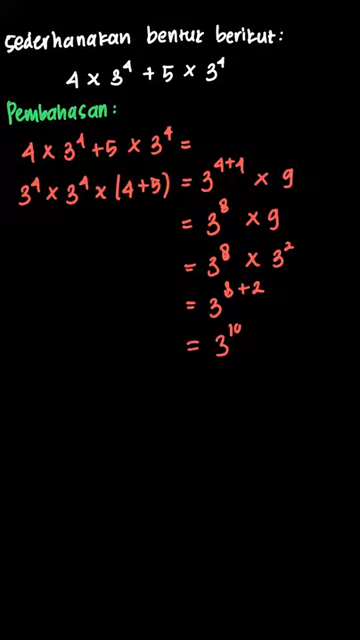 Sederhanakan bentuk berikut:
4 × 3⁴ + 5 × 3⁴
Pembahasan:
4 × 3⁴ + 5 × 3⁴ =
3⁴ × 3⁴ × (4+5) = 3⁴⁺⁴ × 9
= 3⁸ × 9
= 3⁸ × 3²
= 3⁸⁺²
= 3¹⁰